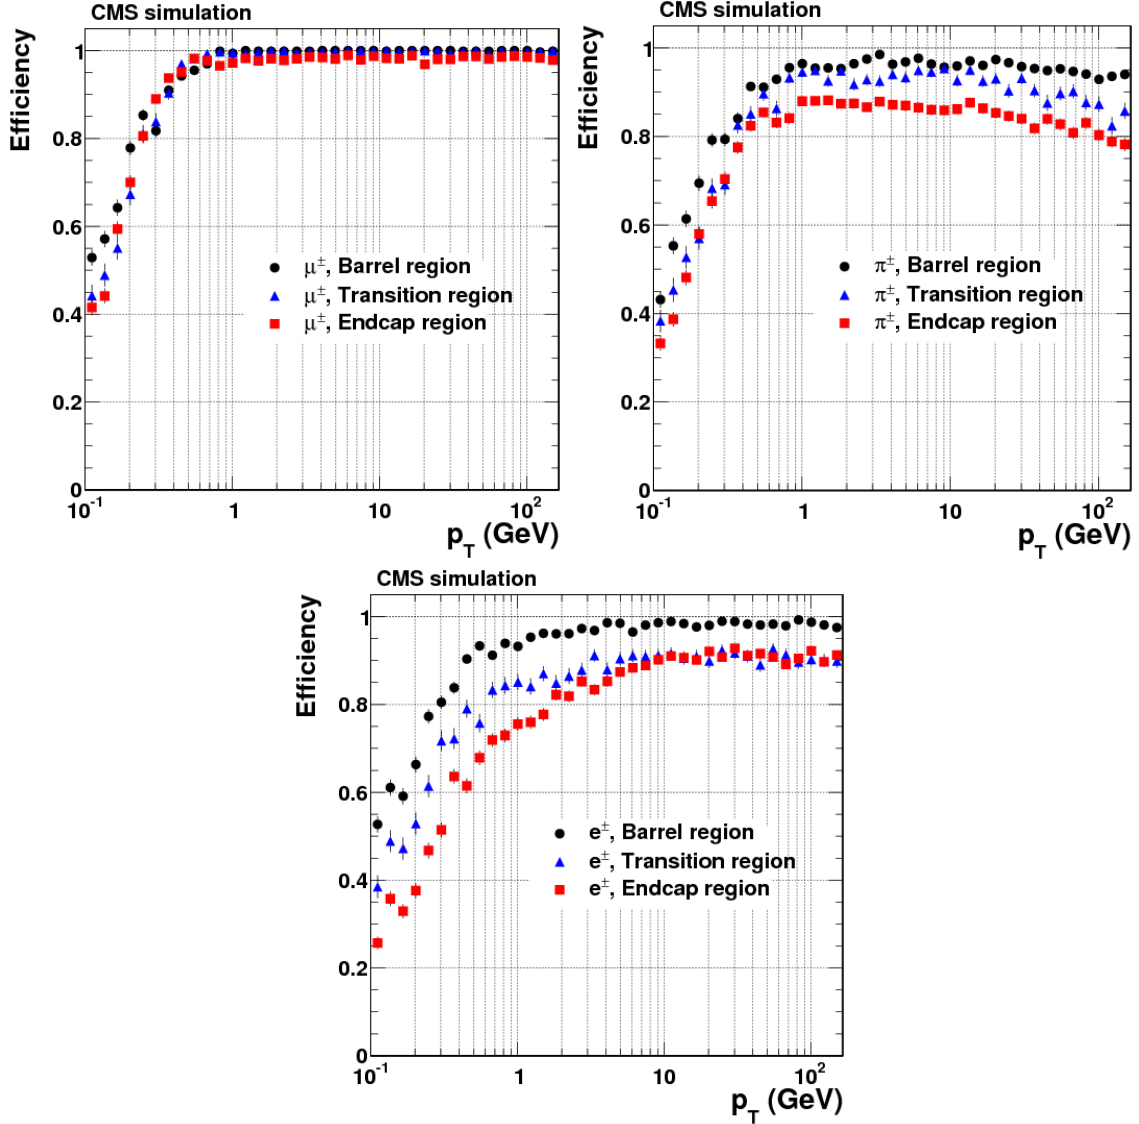 CMS simulation
Efficiency
1
0.8
0.6
0.4
0.2
0
μ±, Barrel region
μ±, Transition region
μ±, Endcap region
10⁻¹ 1 10 10²
p_T (GeV)
CMS simulation
Efficiency
1
0.8
0.6
0.4
0.2
0
π±, Barrel region
π±, Transition region
π±, Endcap region
10⁻¹ 1 10 10²
p_T (GeV)
CMS simulation
Efficiency
1
0.8
0.6
0.4
0.2
0
e±, Barrel region
e±, Transition region
e±, Endcap region
10⁻¹ 1 10 10²
p_T (GeV)